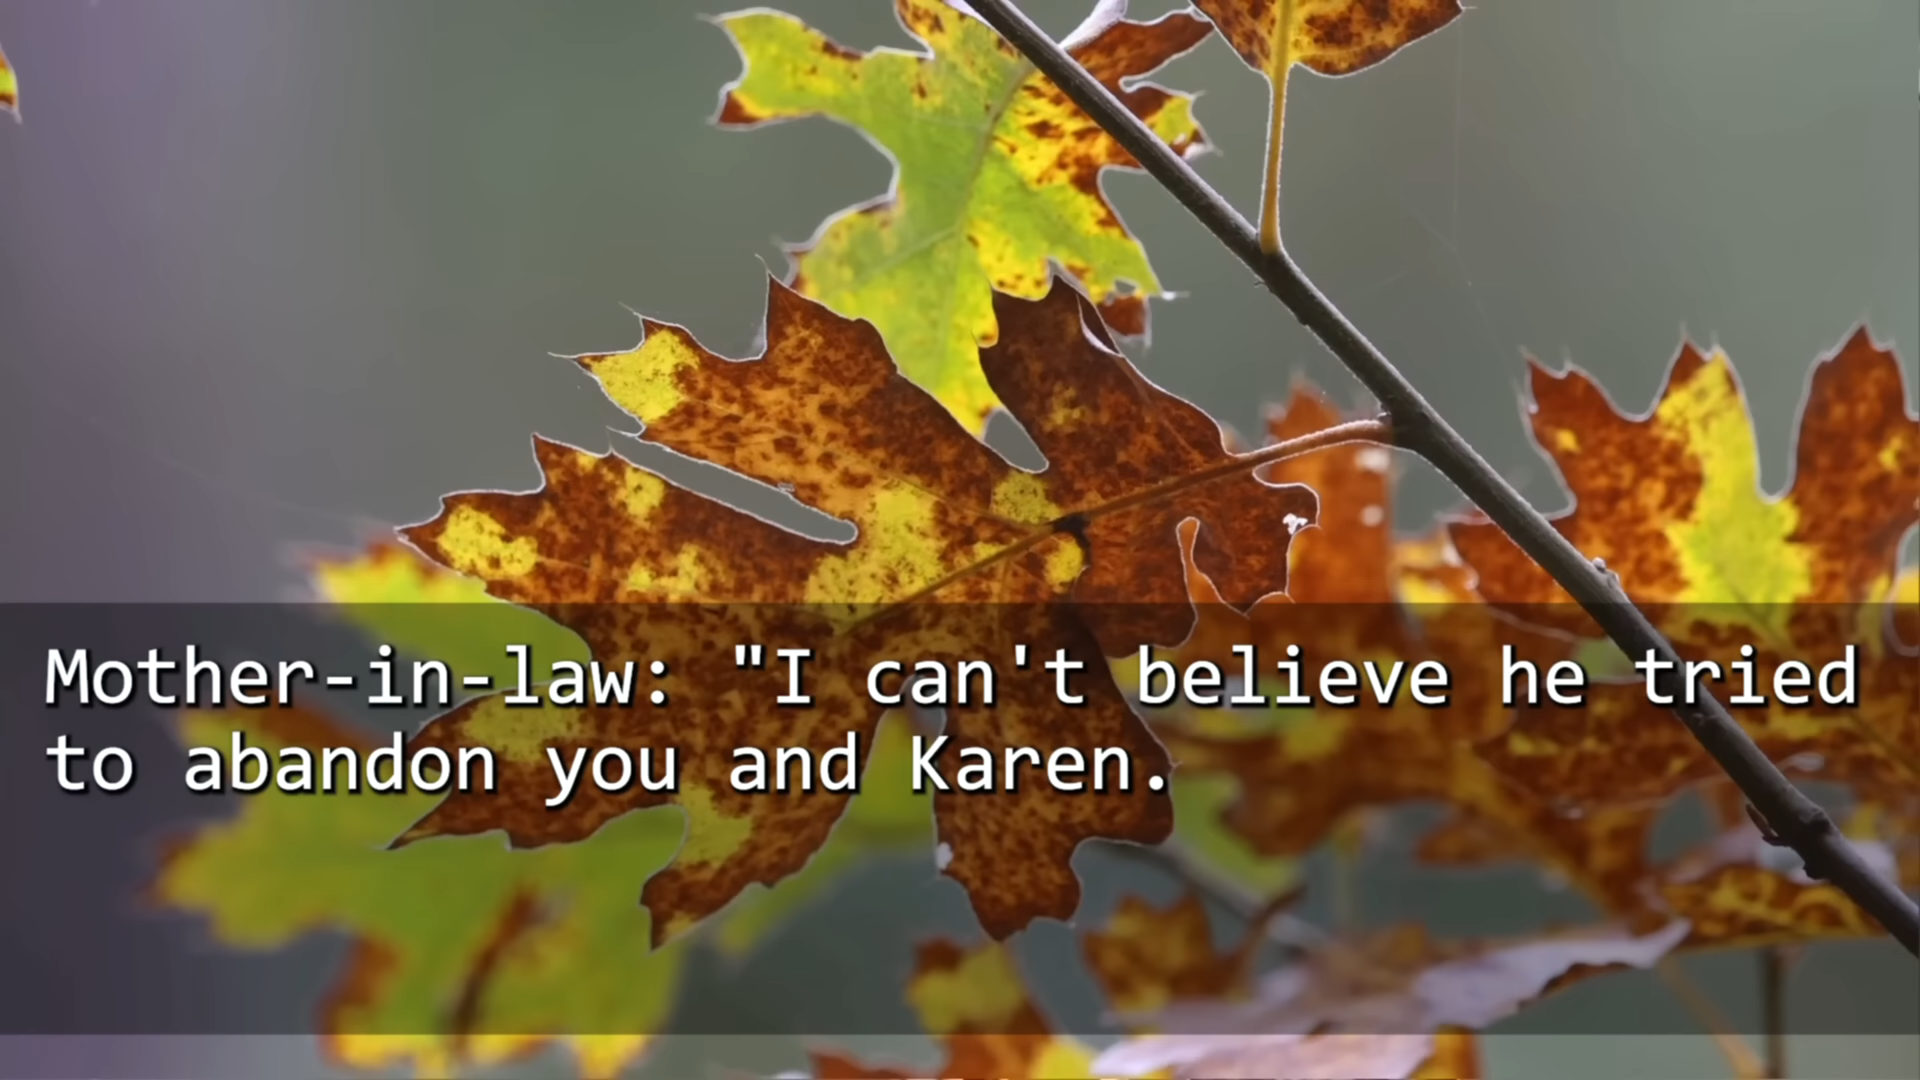 Mother-in-law: "I can't believe he tried
to abandon you and Karen.